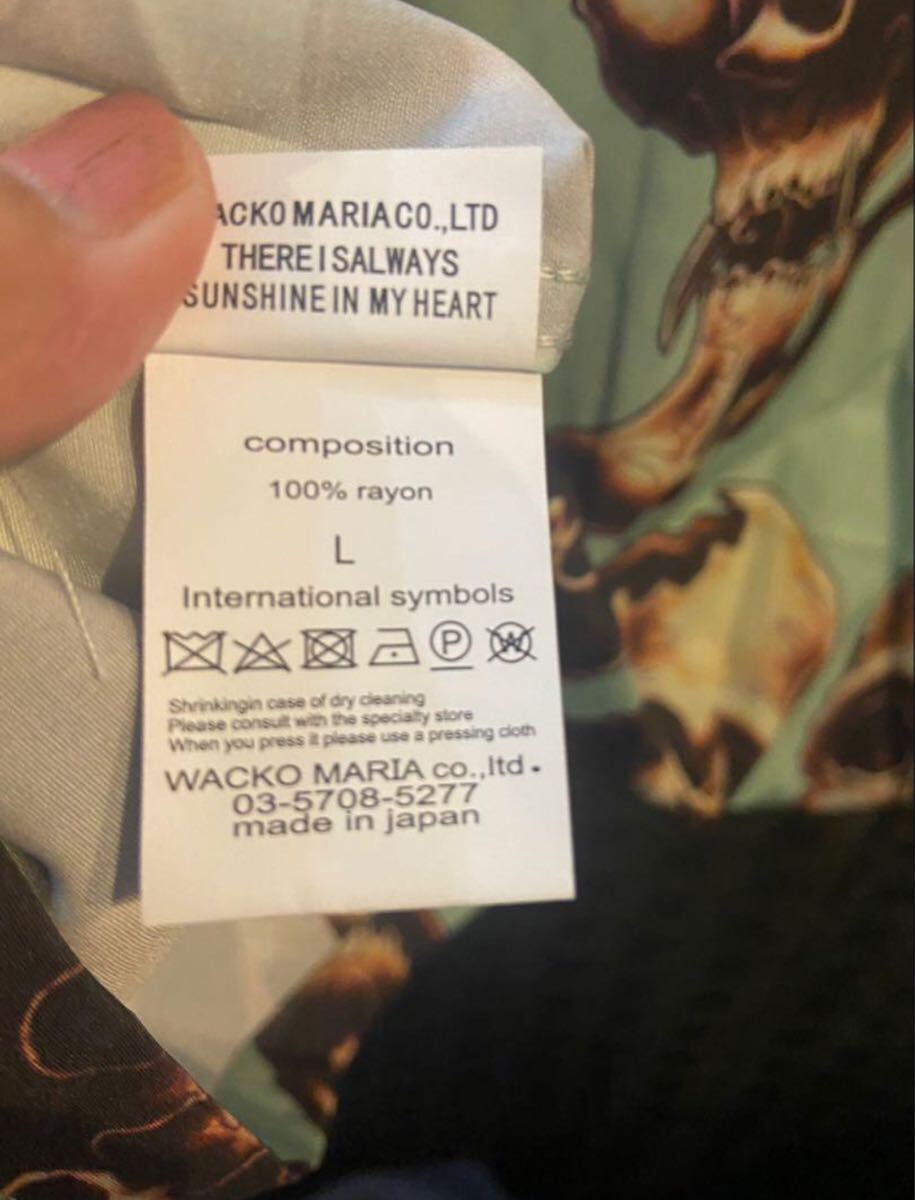 ACKO MARIA CO.,LTD
THERE I SALWAYS
SUNSHINE IN MY HEART
composition
100% rayon
L
International symbols
P W
Shrinkingin case of dry cleaning
Please consult with the specialty store
When you press it please use a pressing cloth
WACKO MARIA co.,ltd.
03-5708-5277
made in japan